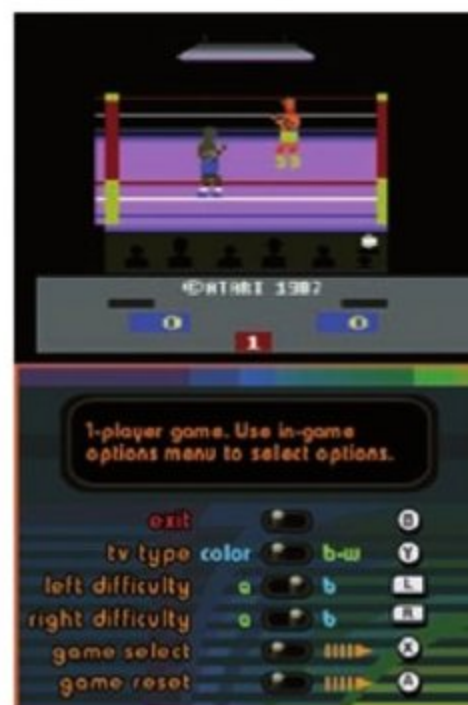 ©ATARI 1987
0 0
1
1-player game. Use in-game
options menu to select options.
exit B
tv type color b-w Y
left difficulty a b L
right difficulty a b R
game select X
game reset A